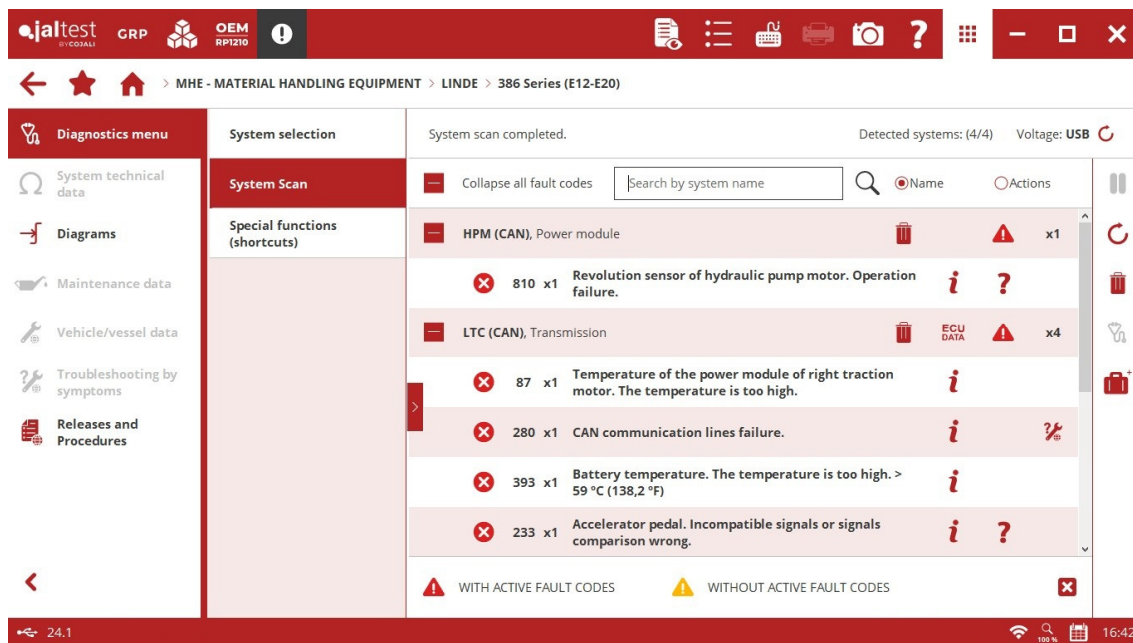 jaltest
BY COJALI
GRP
OEM
RP1210
> MHE - MATERIAL HANDLING EQUIPMENT > LINDE > 386 Series (E12-E20)
Diagnostics menu
System technical
data
Diagrams
Maintenance data
Vehicle/vessel data
Troubleshooting by
symptoms
Releases and
Procedures
System selection
System Scan
Special functions
(shortcuts)
System scan completed.
Detected systems: (4/4)
Voltage: USB
Collapse all fault codes
Search by system name
Name
Actions
HPM (CAN), Power module
x1
810 x1 Revolution sensor of hydraulic pump motor. Operation
failure.
i ?
LTC (CAN), Transmission
ECU
DATA
x4
87 x1 Temperature of the power module of right traction
motor. The temperature is too high.
i
280 x1 CAN communication lines failure.
i
393 x1 Battery temperature. The temperature is too high. >
59 ºC (138,2 ºF)
i
233 x1 Accelerator pedal. Incompatible signals or signals
comparison wrong.
i ?
WITH ACTIVE FAULT CODES
WITHOUT ACTIVE FAULT CODES
24.1
100 %
16:42